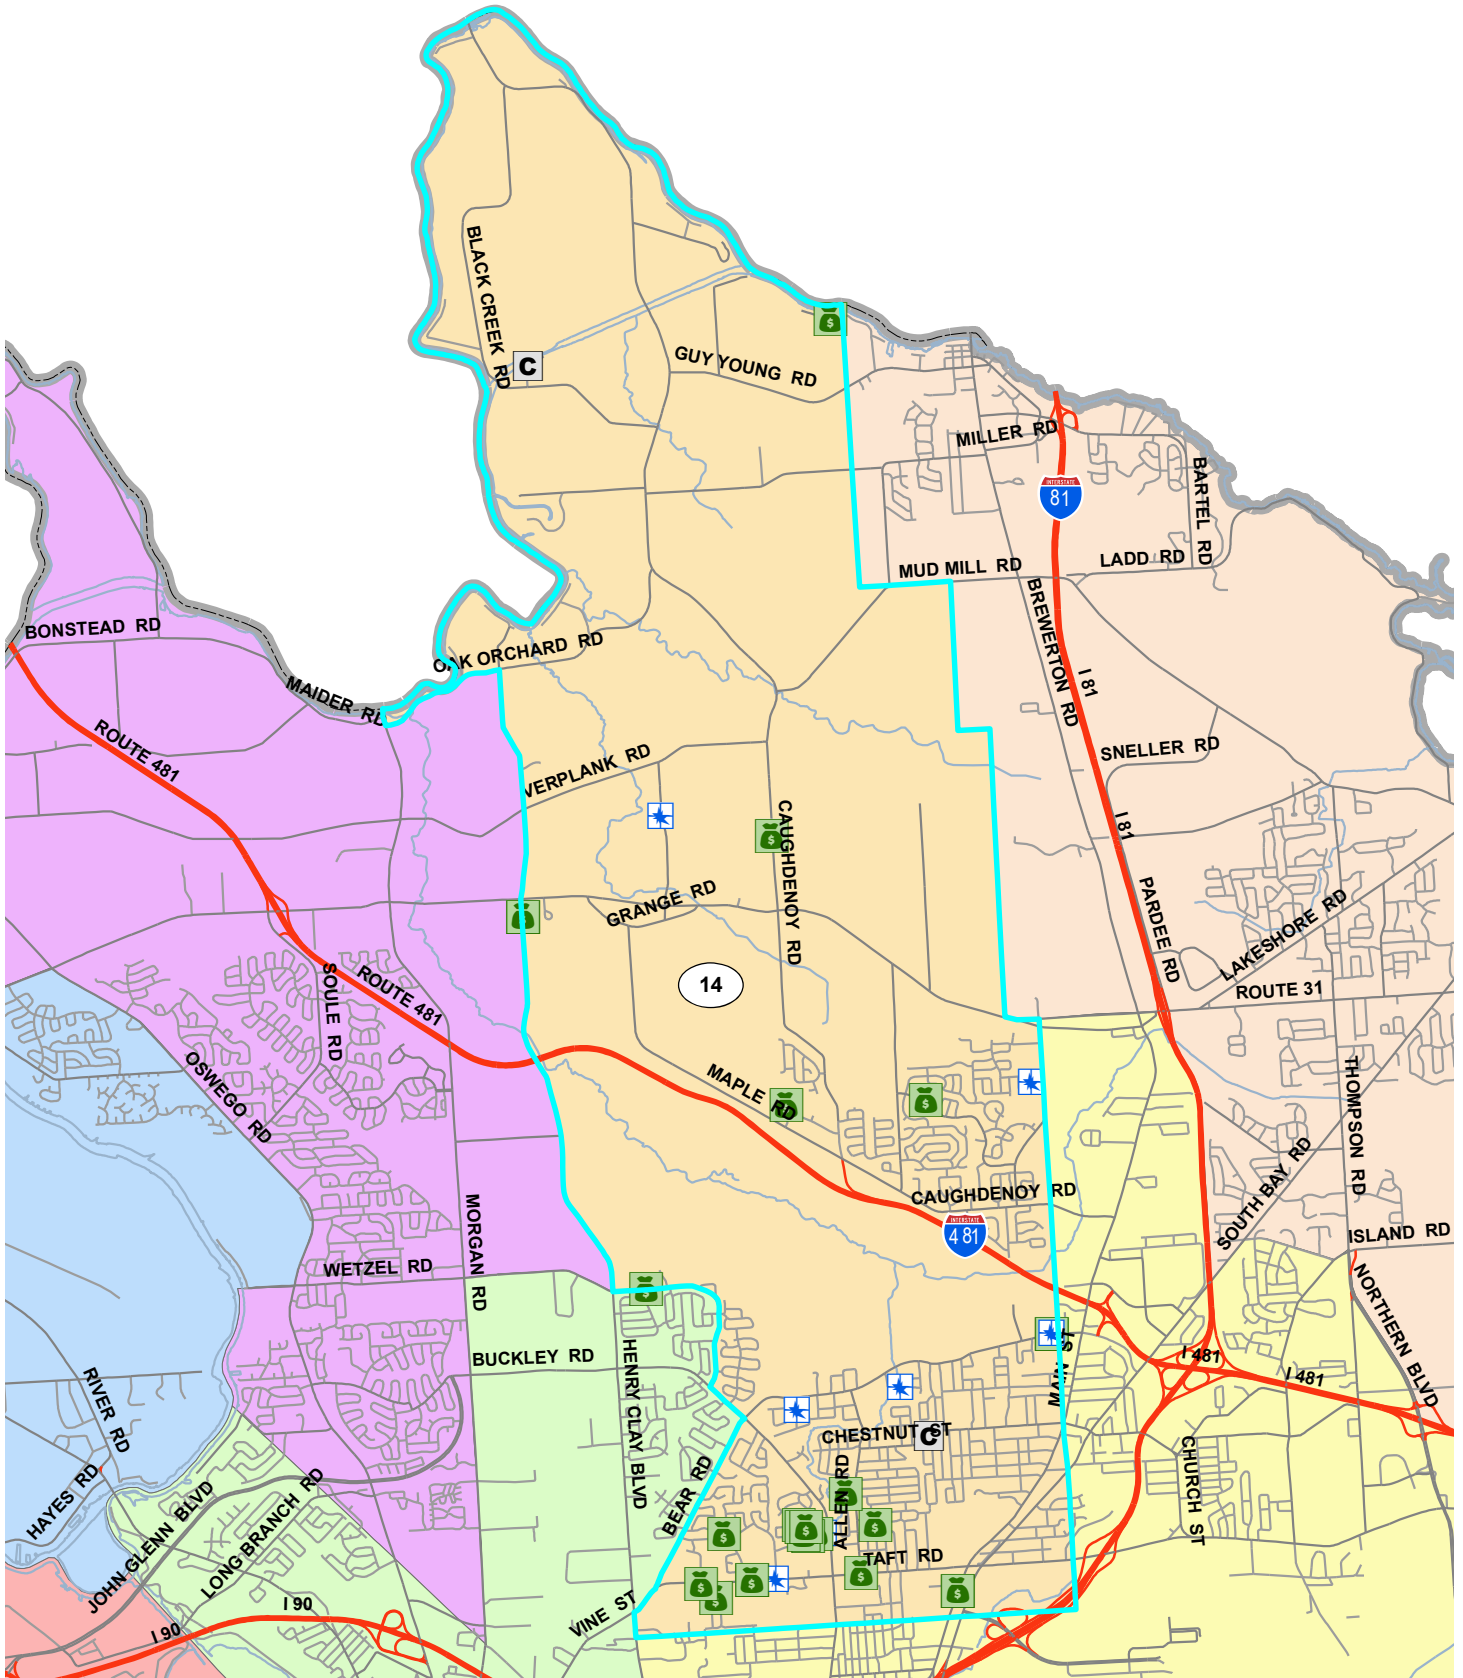 BLACK CREEK RD
C
GUY YOUNG RD
MILLER RD
INTERSTATE
81
BARTEL RD
MUD MILL RD
LADD RD
BREWERTON RD
BONSTEAD RD
OAK ORCHARD RD
MAIDER RD
I 81
ROUTE 481
VERPLANK RD
SNELLER RD
CAUGHDENOY RD
I 81
GRANGE RD
PARDEE RD
LAKESHORE RD
SOULE RD
ROUTE 481
14
ROUTE 31
OSWEGO RD
MAPLE RD
THOMPSON RD
MORGAN RD
CAUGHDENOY RD
SOUTH BAY RD
INTERSTATE
481
ISLAND RD
WETZEL RD
NORTHERN BLVD
HENRY CLAY BLVD
BUCKLEY RD
MAIN ST
I 481
I 481
RIVER RD
CHESTNUT ST
C
CHURCH ST
BEAR RD
ALLEN RD
HAYES RD
JOHN GLENN BLVD
LONG BRANCH RD
TAFT RD
VINE ST
I 90
I 90
$
$
$
$
$
$
$
$
$
$
$
$
$